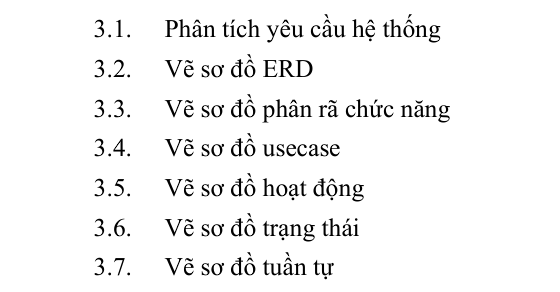 3.1. Phân tích yêu cầu hệ thống
3.2. Vẽ sơ đồ ERD
3.3. Vẽ sơ đồ phân rã chức năng
3.4. Vẽ sơ đồ usecase
3.5. Vẽ sơ đồ hoạt động
3.6. Vẽ sơ đồ trạng thái
3.7. Vẽ sơ đồ tuần tự